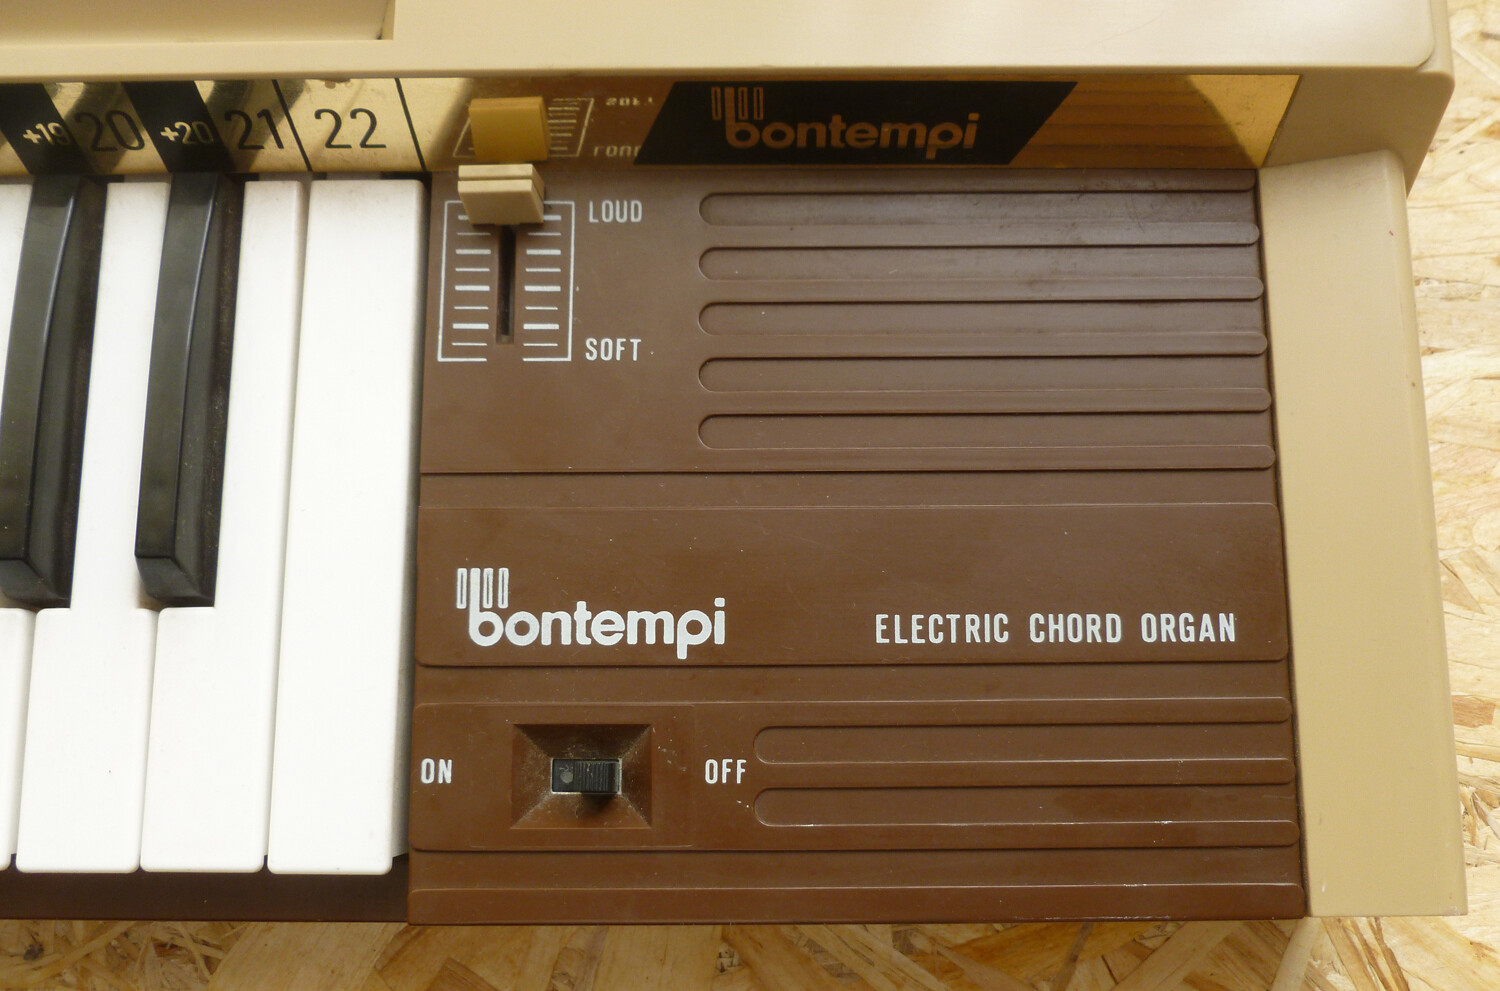 +19 20 +20 21 22
bontempi
LOUD
SOFT
bontempi
ELECTRIC CHORD ORGAN
ON
OFF